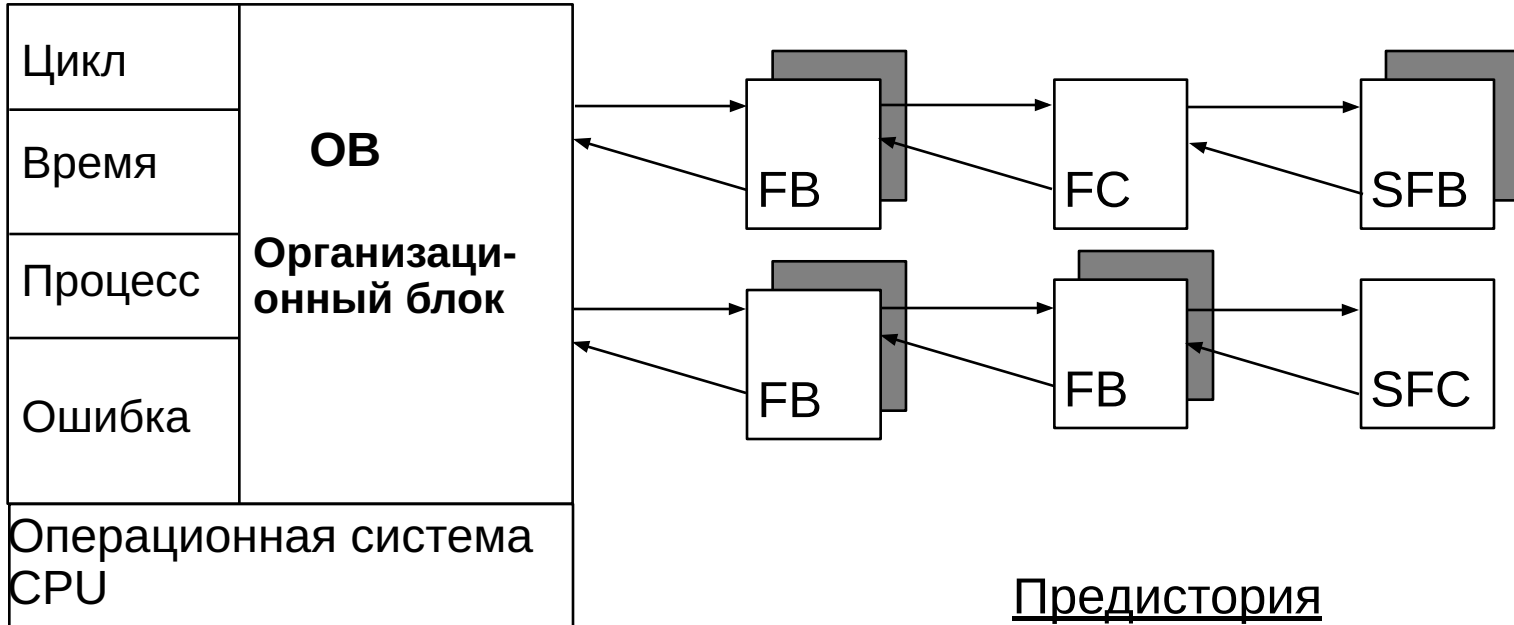 Цикл
Время
Процесс
Ошибка
ОВ
Организаци-
онный блок
Операционная система
CPU
FB
FC
SFB
FB
FB
SFC
Предистория